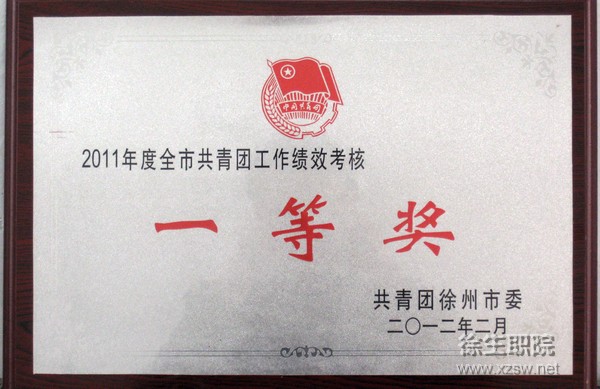 中国共青团
2011年度全市共青团工作绩效考核
一等奖
共青团徐州市委
二〇一二年二月
徐生职院
www.xzsw.net